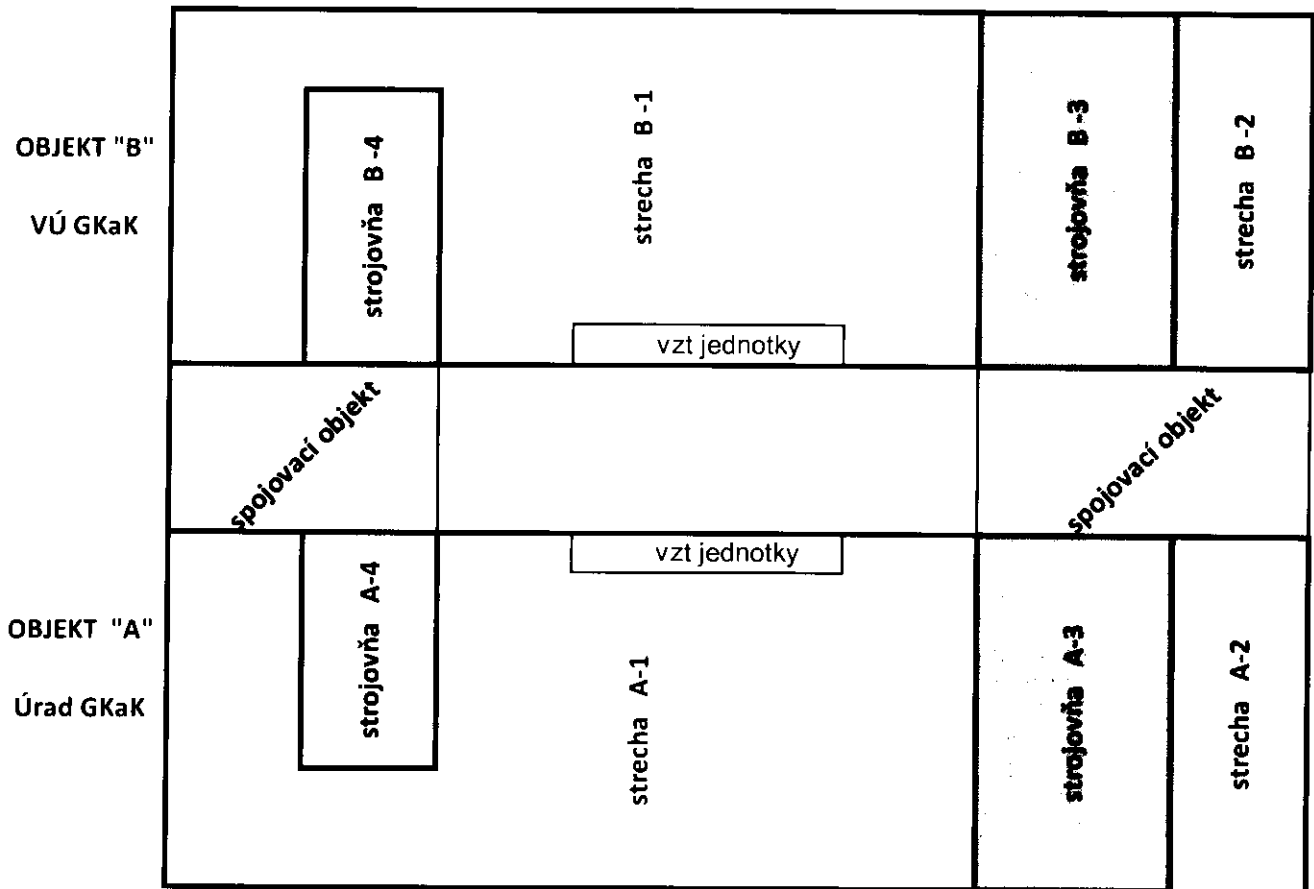 OBJEKT "B"
VÚ GKaK
strojovňa B-4
strecha B-1
strojovňa B-3
strecha B-2
vzt jednotky
spojovací objekt
spojovací objekt
vzt jednotky
OBJEKT "A"
Úrad GKaK
strojovňa A-4
strecha A-1
strojovňa A-3
strecha A-2